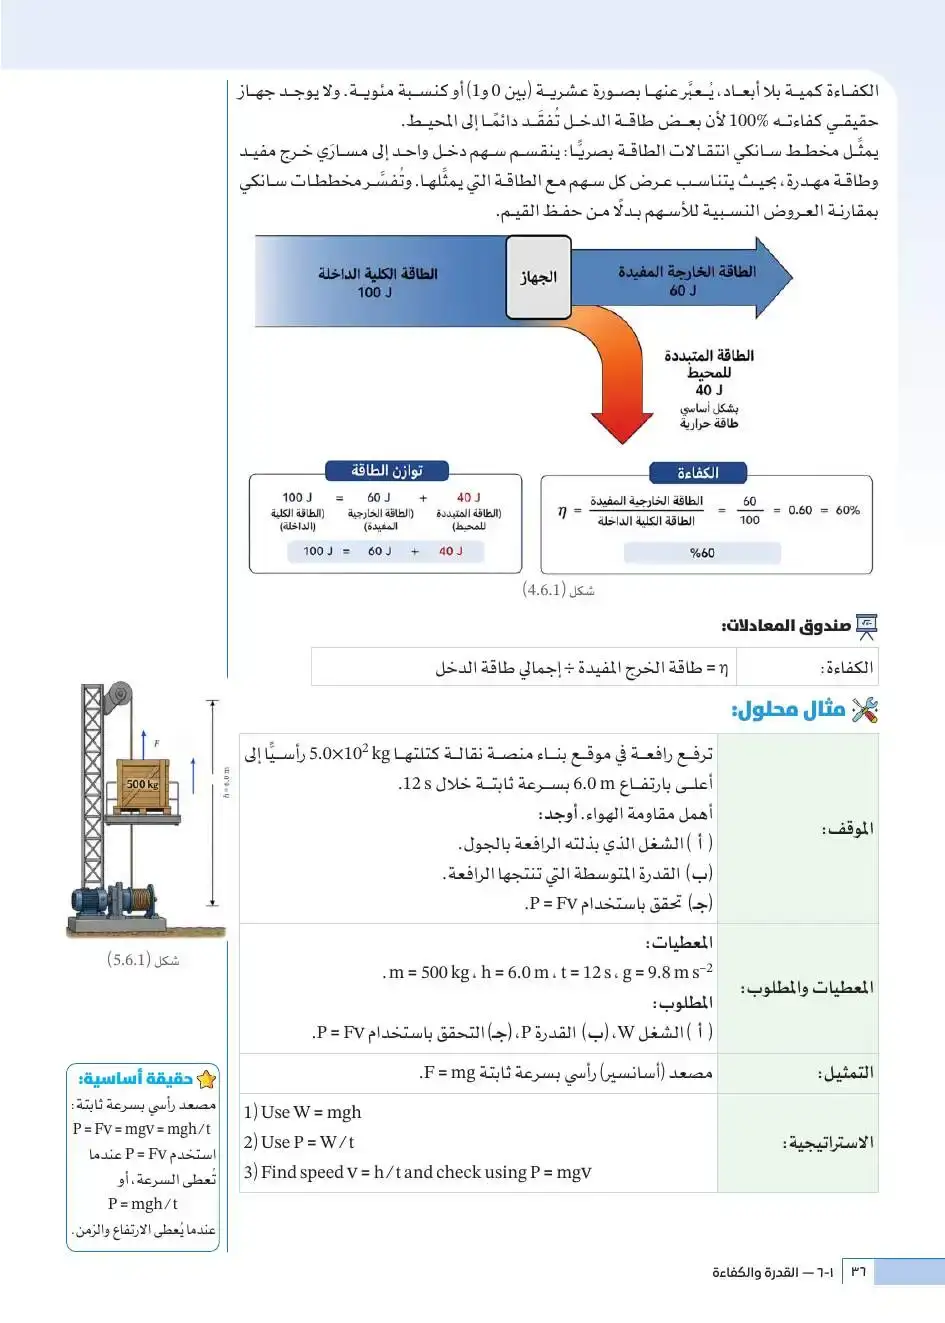 الكفاءة كمية بلا أبعاد، يُعبَّر عنها بصورة عشرية (بين 0 و1) أو كنسبة مئوية. ولا يوجد جهاز
حقيقي كفاءته 100% لأن بعض طاقة الدخل تُفقَد دائمًا إلى المحيط.
يمثِّل مخطط سانكي انتقالات الطاقة بصريًّا: ينقسم سهم دخل واحد إلى مسارَي خرج مفيد
وطاقة مهدرة، بحيث يتناسب عرض كل سهم مع الطاقة التي يمثِّلها. وتُفسَّر مخططات سانكي
بمقارنة العروض النسبية للأسهم بدلًا من حفظ القيم.
الطاقة الكلية الداخلة
100 J
الجهاز
الطاقة الخارجة المفيدة
60 J
الطاقة المتبددة
للمحيط
40 J
بشكل أساسي
طاقة حرارية
الكفاءة
η = الطاقة الخارجية المفيدة / الطاقة الكلية الداخلة = 60/100 = 0.60 = 60%
%60
توازن الطاقة
100 J = 60 J + 40 J
(الطاقة الكلية الداخلة) (الطاقة الخارجية المفيدة) (الطاقة المتبددة للمحيط)
100 J = 60 J + 40 J
شكل (4.6.1)
صندوق المعادلات:
الكفاءة: η = طاقة الخرج المفيدة ÷ إجمالي طاقة الدخل
مثال محلول:
الموقف:
ترفع رافعة في موقع بناء منصة نقالة كتلتها 5.0×10² kg رأسيًّا إلى
أعلى بارتفاع 6.0 m بسرعة ثابتة خلال 12 s.
أهمل مقاومة الهواء. أوجد:
(أ) الشغل الذي بذلته الرافعة بالجول.
(ب) القدرة المتوسطة التي تنتجها الرافعة.
(جـ) تحقق باستخدام P = Fv.
المعطيات والمطلوب:
المعطيات:
m = 500 kg، h = 6.0 m، t = 12 s، g = 9.8 m s⁻².
المطلوب:
(أ) الشغل W، (ب) القدرة P، (جـ) التحقق باستخدام P = Fv.
التمثيل:
مصعد (أسانسير) رأسي بسرعة ثابتة F = mg.
الاستراتيجية:
1) Use W = mgh
2) Use P = W/t
3) Find speed v = h/t and check using P = mgv
F
500 kg
h = 6.0 m
شكل (5.6.1)
حقيقة أساسية:
مصعد رأسي بسرعة ثابتة:
P = Fv = mgv = mgh/t
استخدم P = Fv عندما
تُعطى السرعة، أو
P = mgh/t
عندما يُعطى الارتفاع والزمن.
٣٦
٦-١ — القدرة والكفاءة